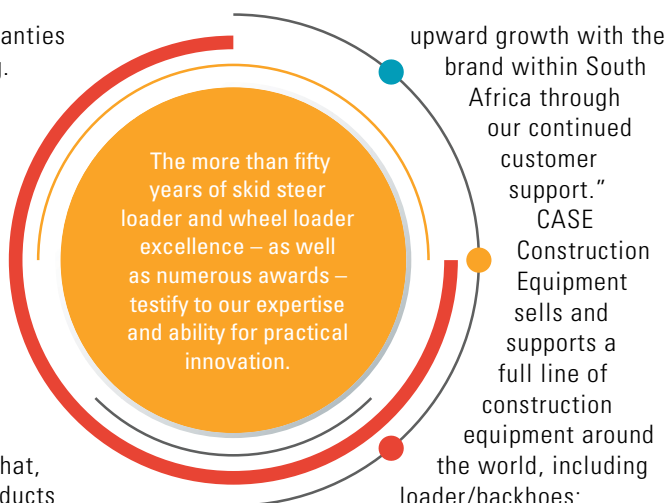 anties
.
hat,
ducts
The more than fifty
years of skid steer
loader and wheel loader
excellence – as well
as numerous awards –
testify to our expertise
and ability for practical
innovation.
upward growth with the
brand within South
Africa through
our continued
customer
support.”
CASE
Construction
Equipment
sells and
supports a
full line of
construction
equipment around
the world, including
loader/backhoes;